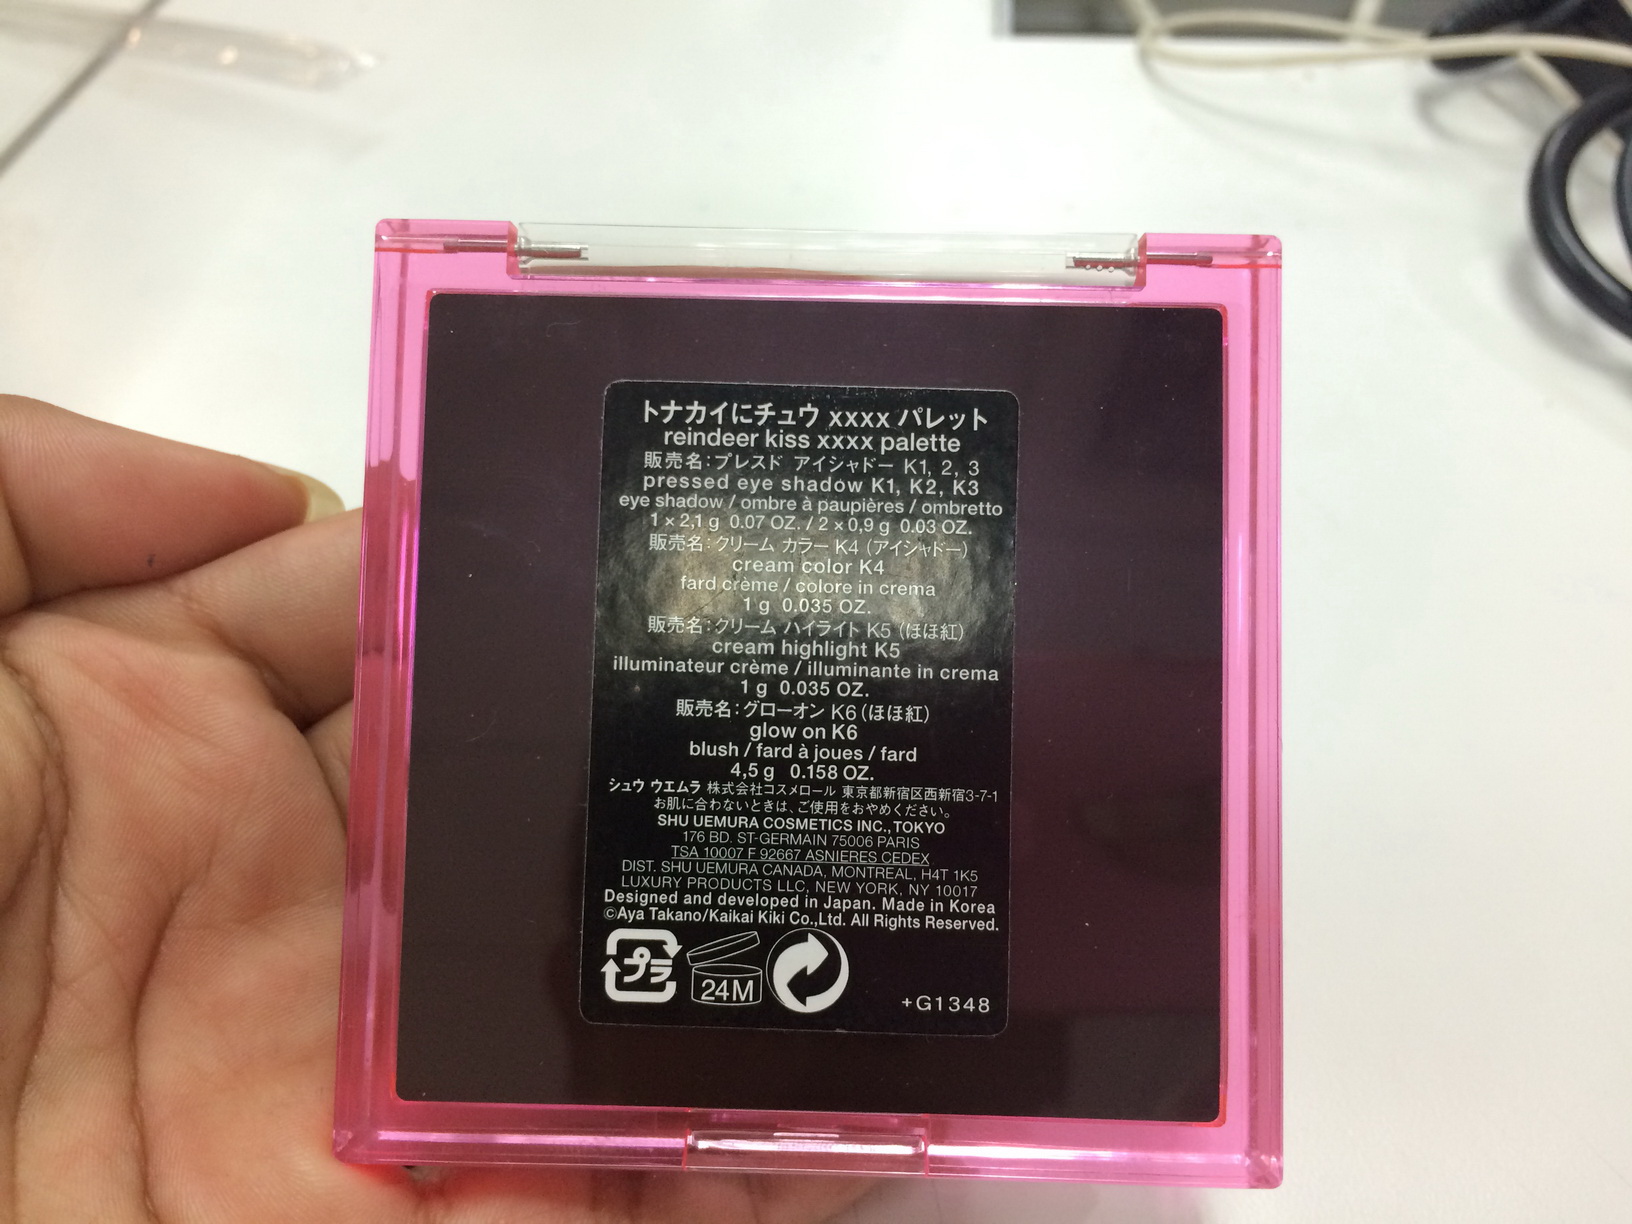 トナカイにチュウ xxxx パレット
reindeer kiss xxxx palette
販売名：プレスド アイシャドー K1, 2, 3
pressed eye shadow K1, K2, K3
eye shadow / ombre à paupières / ombretto
1 × 2,1 g 0.07 OZ. / 2 × 0,9 g 0.03 OZ.
販売名：クリーム カラー K4（アイシャドー）
cream color K4
fard crème / colore in crema
1 g 0.035 OZ.
販売名：クリーム ハイライト K5（ほほ紅）
cream highlight K5
illuminateur crème / illuminante in crema
1 g 0.035 OZ.
販売名：グローオン K6（ほほ紅）
glow on K6
blush / fard à joues / fard
4,5 g 0.158 OZ.
シュウ ウエムラ 株式会社コスメロール 東京都新宿区西新宿3-7-1
お肌に合わないときは、ご使用をおやめください。
SHU UEMURA COSMETICS INC., TOKYO
176 BD. ST-GERMAIN 75006 PARIS
TSA 10007 F 92667 ASNIERES CEDEX
DIST. SHU UEMURA CANADA, MONTREAL, H4T 1K5
LUXURY PRODUCTS LLC, NEW YORK, NY 10017
Designed and developed in Japan. Made in Korea
©Aya Takano/Kaikai Kiki Co.,Ltd. All Rights Reserved.
プラ 24M +G1348